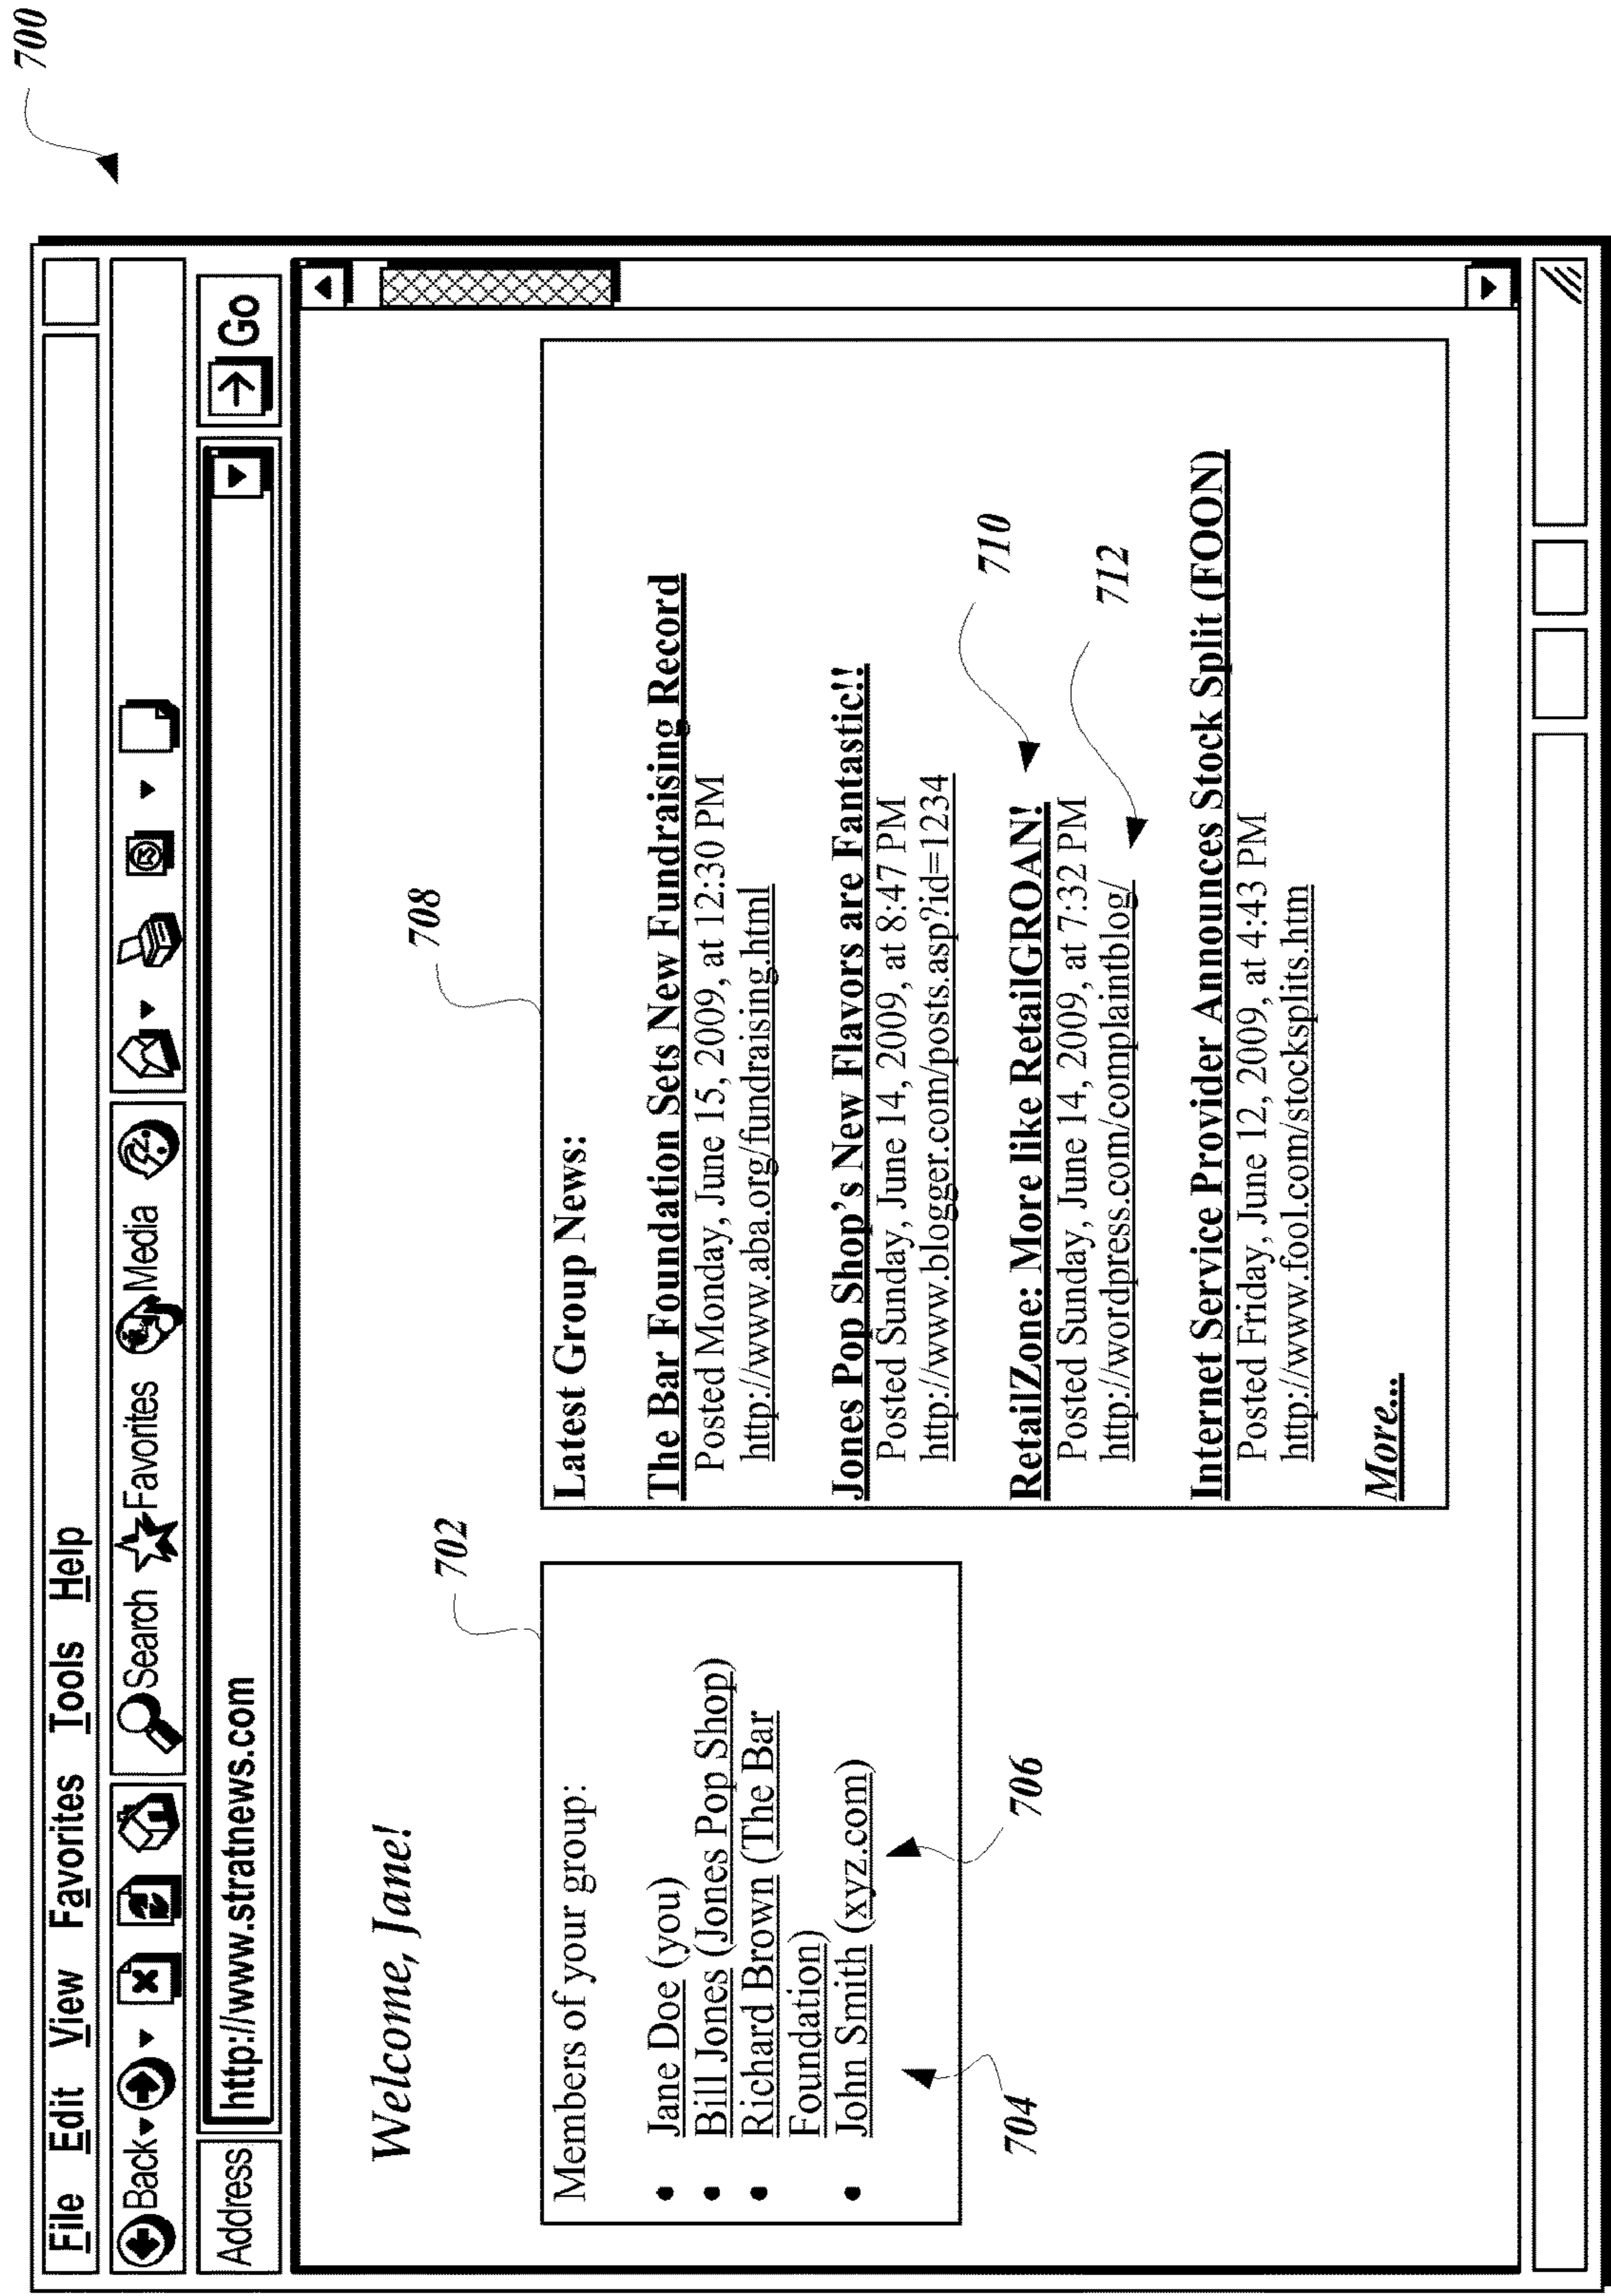 700
File Edit View Favorites Tools Help
Back Search Favorites Media
Address http://www.stratnews.com Go
Welcome, Jane!
702
708
Members of your group:
Jane Doe (you)
Bill Jones (Jones Pop Shop)
Richard Brown (The Bar
Foundation)
John Smith (xyz.com)
704
706
Latest Group News:
The Bar Foundation Sets New Fundraising Record
Posted Monday, June 15, 2009, at 12:30 PM
http://www.aba.org/fundraising.html
Jones Pop Shop's New Flavors are Fantastic!!
Posted Sunday, June 14, 2009, at 8:47 PM
http://www.blogger.com/posts.asp?id=1234
710
RetailZone: More like RetailGROAN!
Posted Sunday, June 14, 2009, at 7:32 PM
http://wordpress.com/complaintblog/
712
Internet Service Provider Announces Stock Split (FOON)
Posted Friday, June 12, 2009, at 4:43 PM
http://www.fool.com/stocksplits.htm
More...